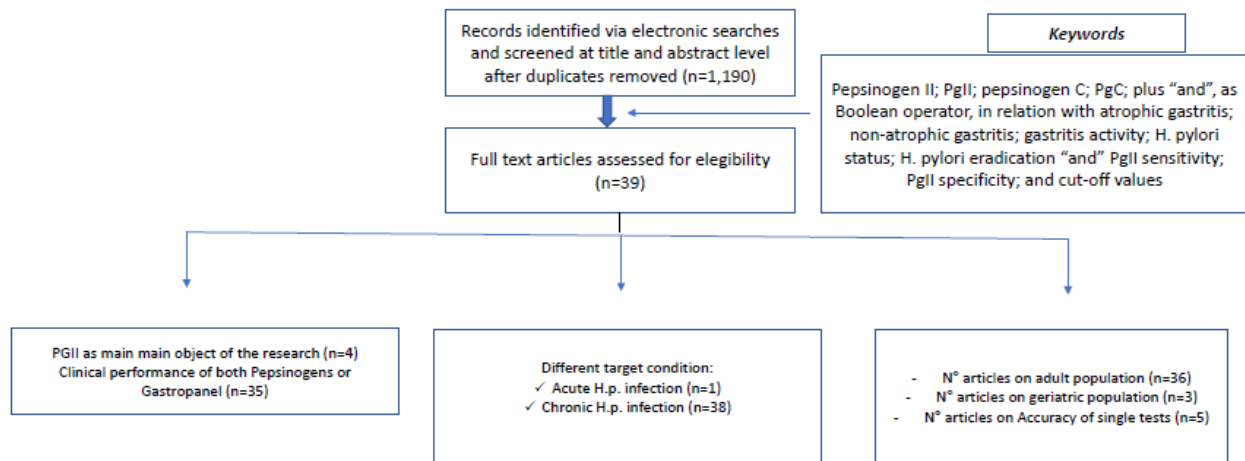 Records identified via electronic searches
and screened at title and abstract level
after duplicates removed (n=1,190)
Keywords
Pepsinogen II; PgII; pepsinogen C; PgC; plus “and”, as
Boolean operator, in relation with atrophic gastritis;
non-atrophic gastritis; gastritis activity; H. pylori
status; H. pylori eradication “and” PgII sensitivity;
PgII specificity; and cut-off values
Full text articles assessed for elegibility
(n=39)
PGII as main main object of the research (n=4)
Clinical performance of both Pepsinogens or
Gastropanel (n=35)
Different target condition:
✓ Acute H.p. infection (n=1)
✓ Chronic H.p. infection (n=38)
- N° articles on adult population (n=36)
- N° articles on geriatric population (n=3)
- N° articles on Accuracy of single tests (n=5)